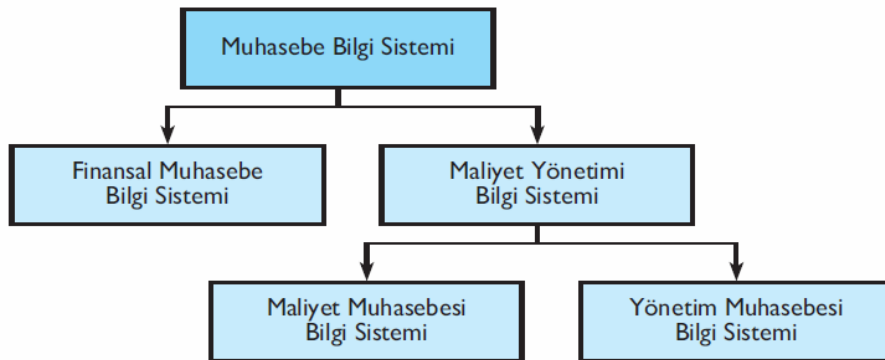 Muhasebe Bilgi Sistemi
Finansal Muhasebe
Bilgi Sistemi
Maliyet Yönetimi
Bilgi Sistemi
Maliyet Muhasebesi
Bilgi Sistemi
Yönetim Muhasebesi
Bilgi Sistemi